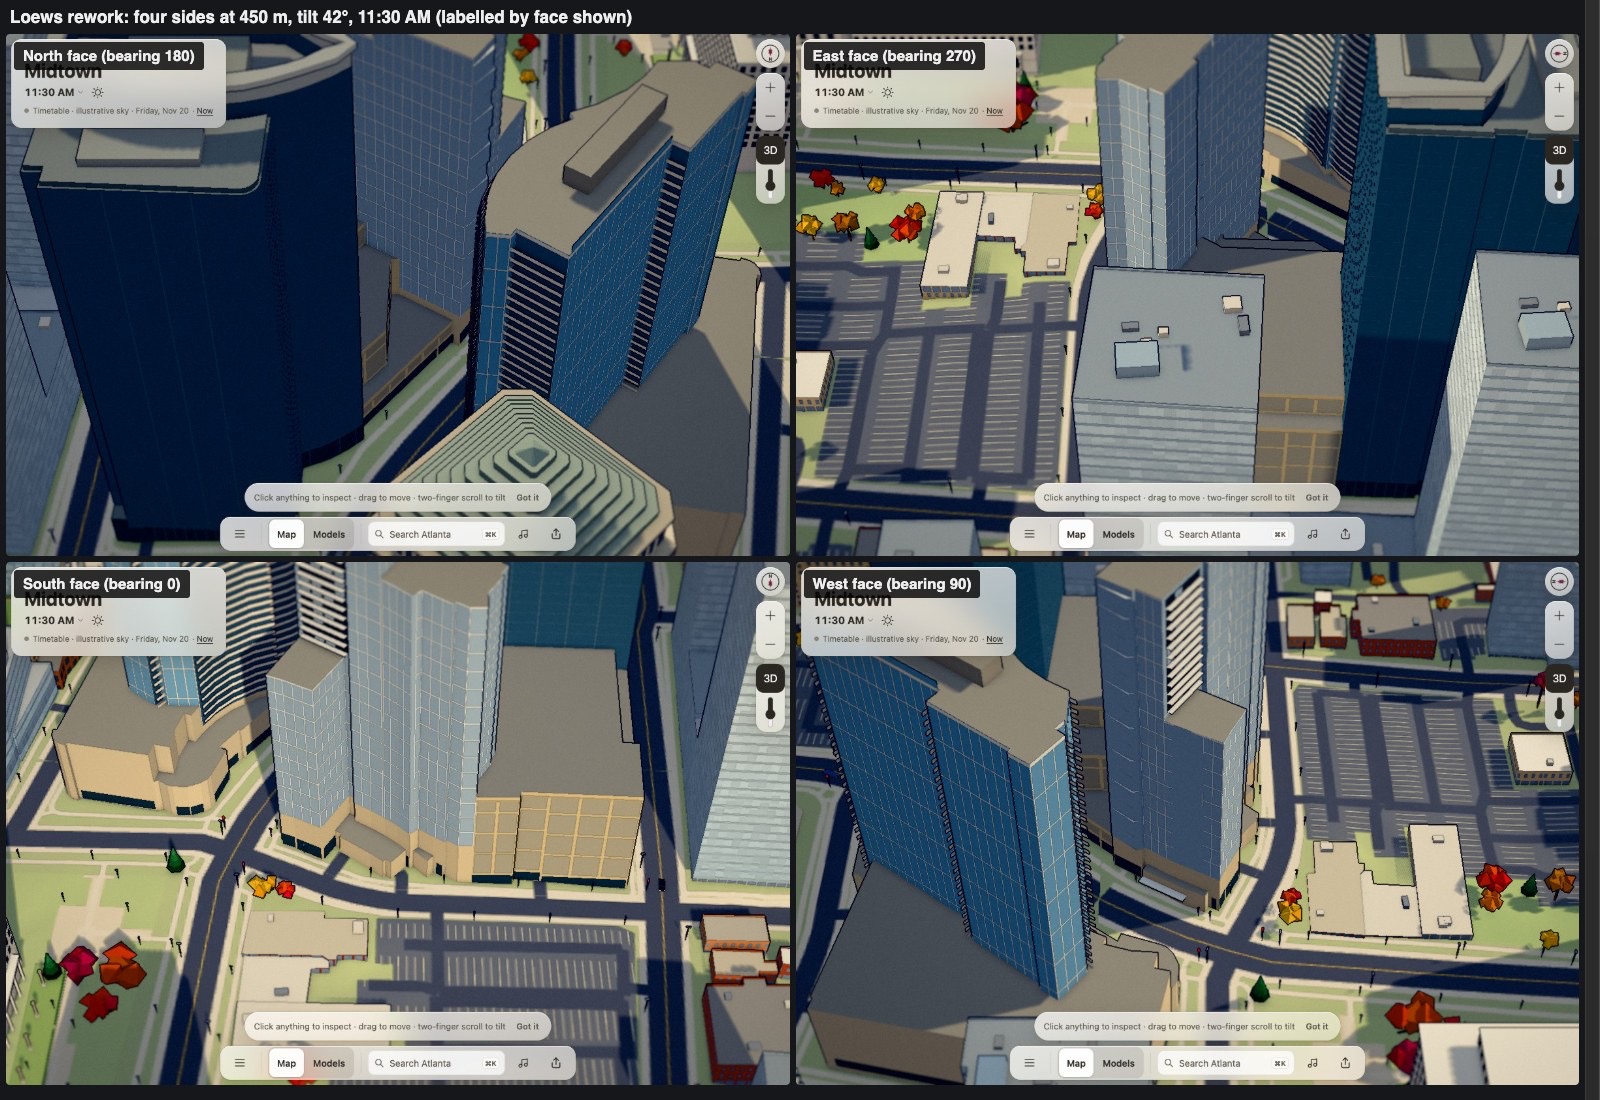 Loews rework: four sides at 450 m, tilt 42°, 11:30 AM (labelled by face shown)
North face (bearing 180)
Midtown
11:30 AM
Timetable · illustrative sky · Friday, Nov 20 · Now
+
−
3D
Click anything to inspect · drag to move · two-finger scroll to tilt Got it
Map Models Search Atlanta ⌘K
East face (bearing 270)
Midtown
11:30 AM
Timetable · illustrative sky · Friday, Nov 20 · Now
+
−
3D
Click anything to inspect · drag to move · two-finger scroll to tilt Got it
Map Models Search Atlanta ⌘K
South face (bearing 0)
Midtown
11:30 AM
Timetable · illustrative sky · Friday, Nov 20 · Now
+
−
3D
Click anything to inspect · drag to move · two-finger scroll to tilt Got it
Map Models Search Atlanta ⌘K
West face (bearing 90)
Midtown
11:30 AM
Timetable · illustrative sky · Friday, Nov 20 · Now
+
−
3D
Click anything to inspect · drag to move · two-finger scroll to tilt Got it
Map Models Search Atlanta ⌘K